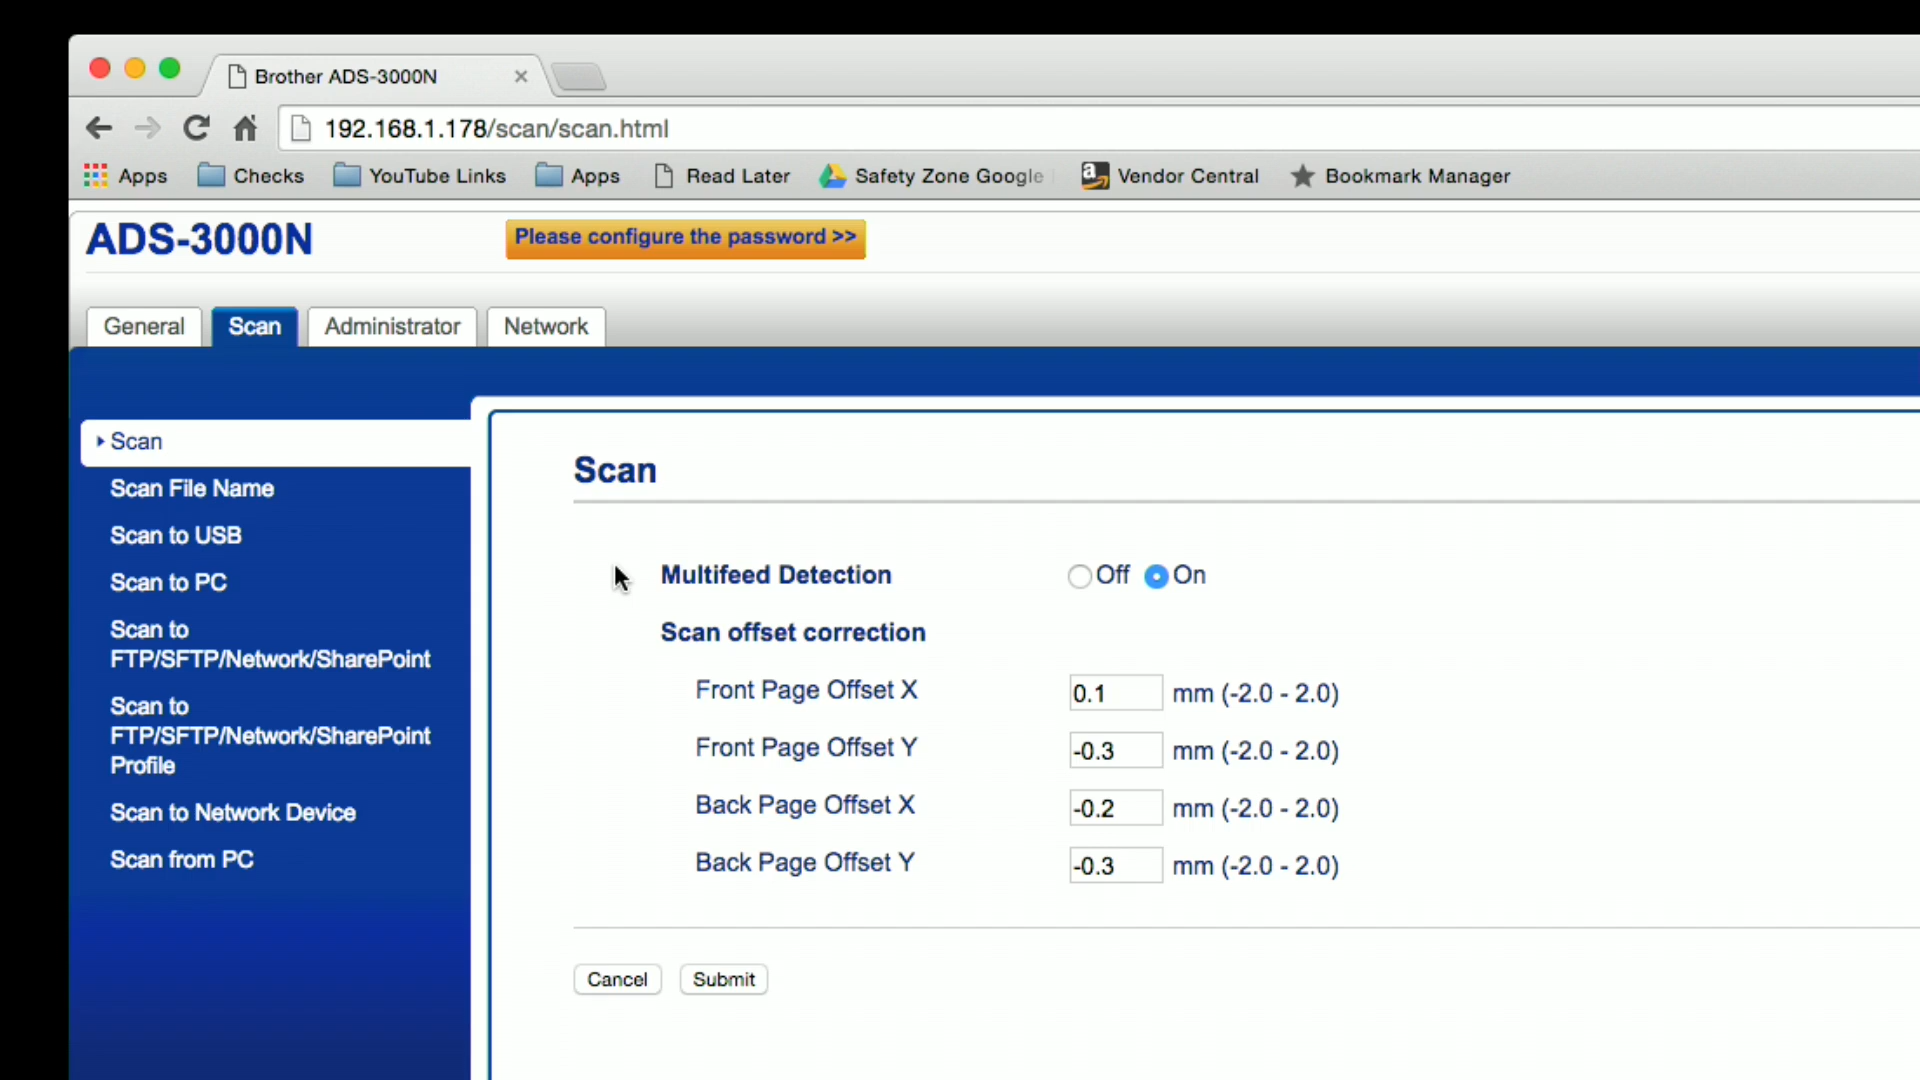 Brother ADS-3000N
192.168.1.178/scan/scan.html
Apps Checks YouTube Links Apps Read Later Safety Zone Google Vendor Central Bookmark Manager
ADS-3000N
Please configure the password >>
General Scan Administrator Network
Scan
Scan File Name
Scan to USB
Scan to PC
Scan to
FTP/SFTP/Network/SharePoint
Scan to
FTP/SFTP/Network/SharePoint
Profile
Scan to Network Device
Scan from PC
Scan
Multifeed Detection Off On
Scan offset correction
Front Page Offset X 0.1 mm (-2.0 - 2.0)
Front Page Offset Y -0.3 mm (-2.0 - 2.0)
Back Page Offset X -0.2 mm (-2.0 - 2.0)
Back Page Offset Y -0.3 mm (-2.0 - 2.0)
Cancel Submit